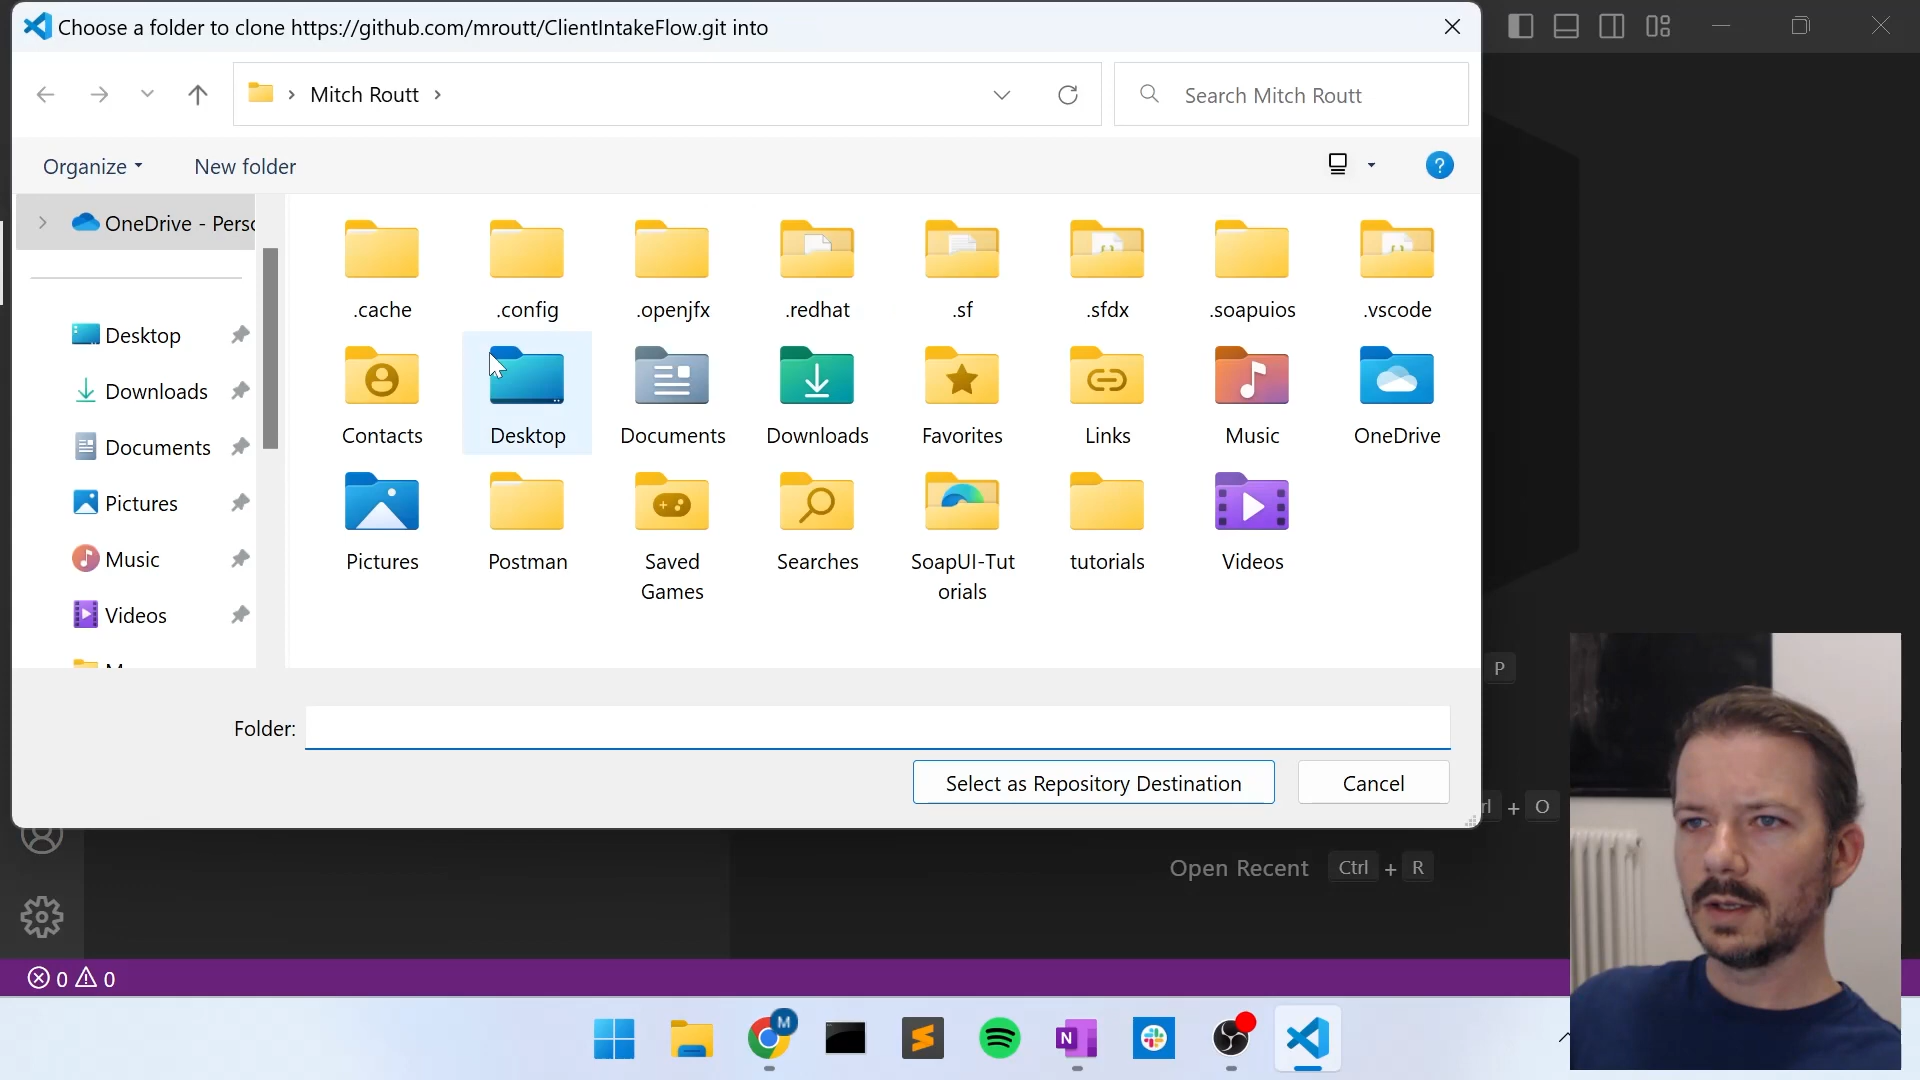 Choose a folder to clone https://github.com/mroutt/ClientIntakeFlow.git into
Mitch Routt
Search Mitch Routt
Organize
New folder
?
OneDrive - Perso
Desktop
Downloads
Documents
Pictures
Music
Videos
.cache
.config
.openjfx
.redhat
.sf
.sfdx
.soapuios
.vscode
Contacts
Desktop
Documents
Downloads
Favorites
Links
Music
OneDrive
Pictures
Postman
Saved
Games
Searches
SoapUI-Tut
orials
tutorials
Videos
Folder:
Select as Repository Destination
Cancel
P
+ O
Open Recent Ctrl + R
0 0
M
N